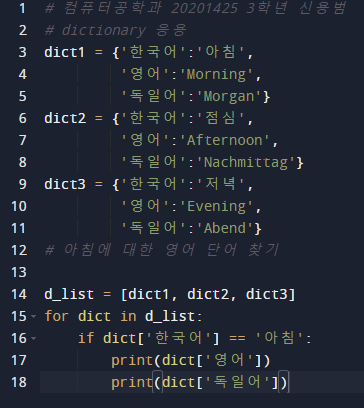 1 # 컴퓨터공학과 20201425 3학년 신용범
2 # dictionary 응용
3 dict1 = {'한국어':'아침',
4 '영어':'Morning',
5 '독일어':'Morgan'}
6 dict2 = {'한국어':'점심',
7 '영어':'Afternoon',
8 '독일어':'Nachmittag'}
9 dict3 = {'한국어':'저녁',
10 '영어':'Evening',
11 '독일어':'Abend'}
12 # 아침에 대한 영어 단어 찾기
13
14 d_list = [dict1, dict2, dict3]
15 for dict in d_list:
16 if dict['한국어'] == '아침':
17 print(dict['영어'])
18 print(dict['독일어'])